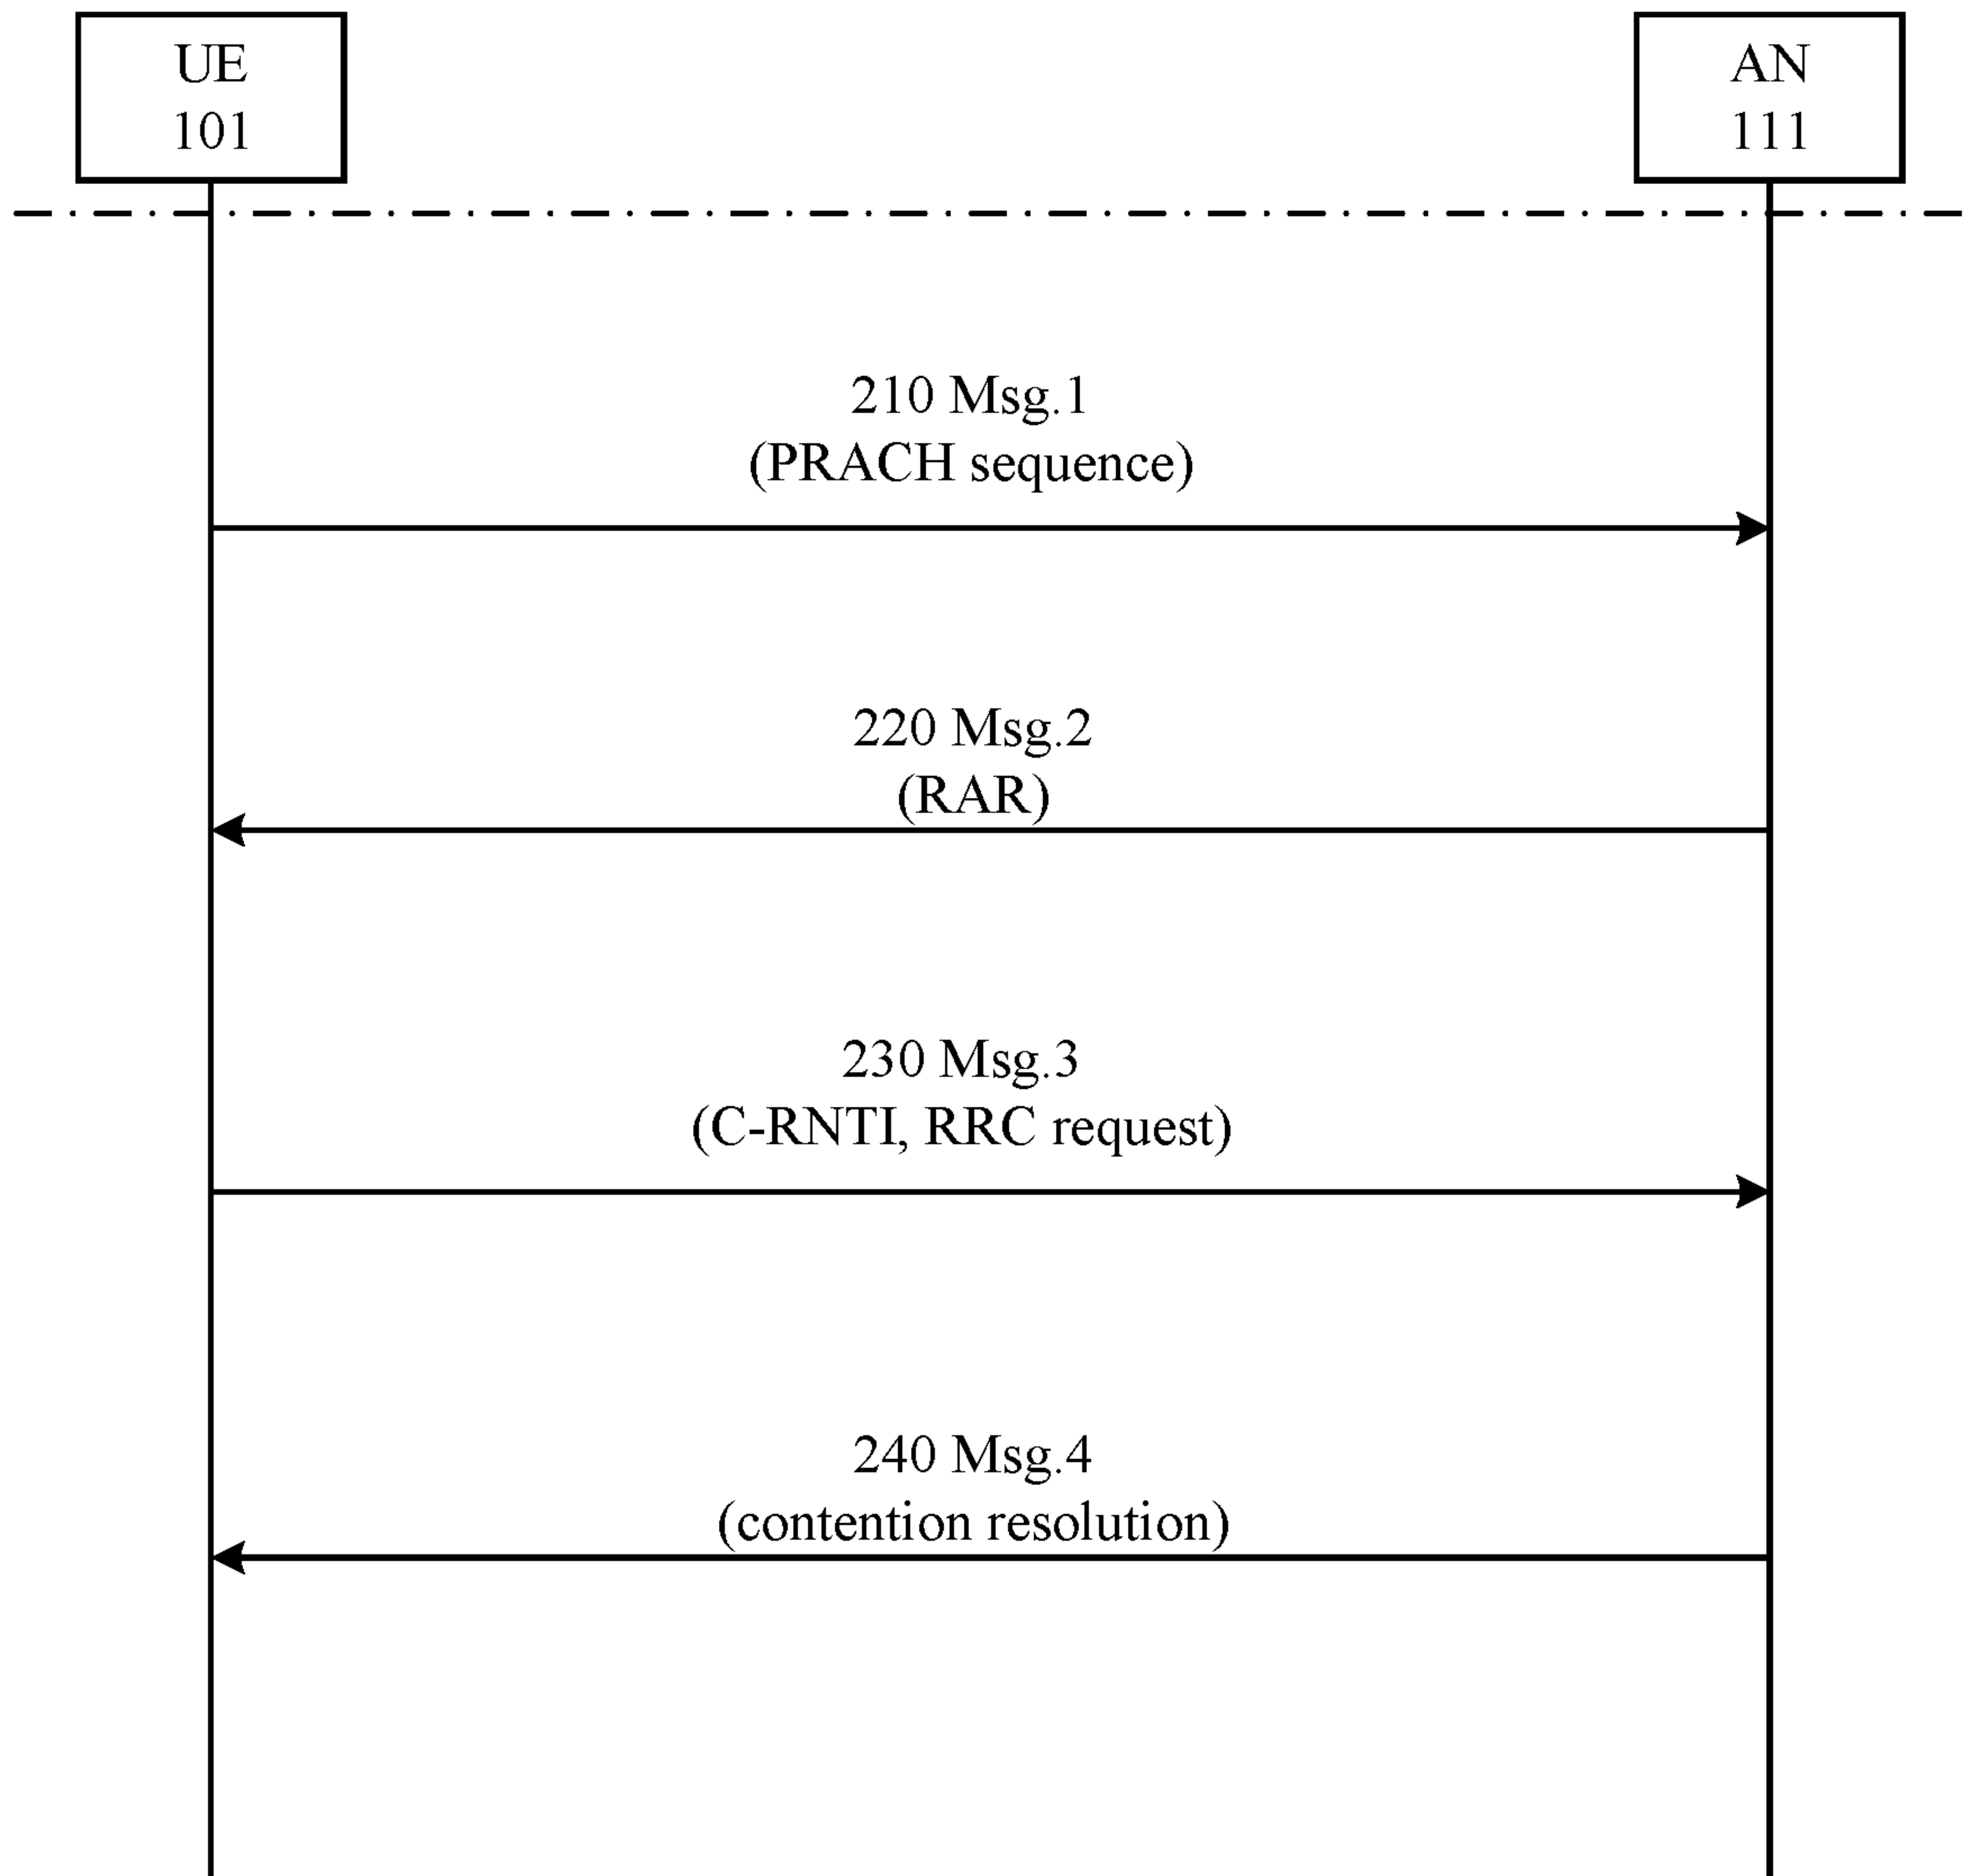 UE
101
AN
111
210 Msg.1
(PRACH sequence)
220 Msg.2
(RAR)
230 Msg.3
(C-RNTI, RRC request)
240 Msg.4
(contention resolution)